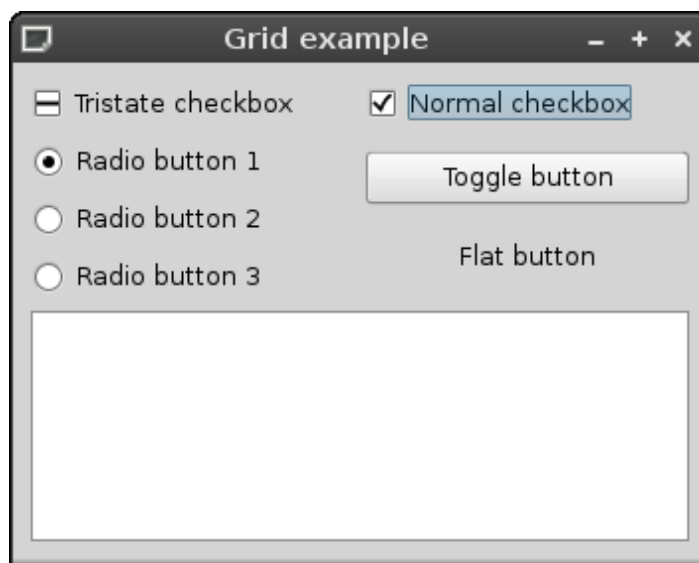 Grid example
Tristate checkbox
Normal checkbox
Radio button 1
Toggle button
Radio button 2
Flat button
Radio button 3